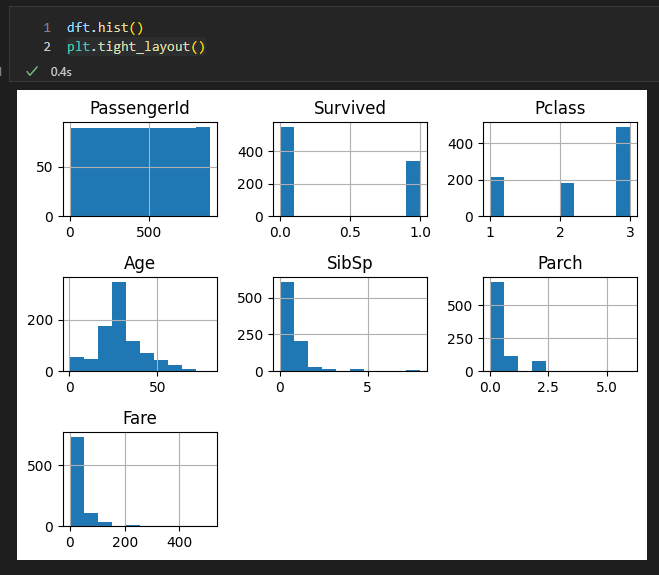 1 dft.hist()
2 plt.tight_layout()
0.4s
PassengerId Survived Pclass
50
0
0 500
400
200
0
0.0 0.5 1.0
400
200
0
1 2 3
Age SibSp Parch
200
0
0 50
500
250
0
0 5
500
250
0
0.0 2.5 5.0
Fare
500
0
0 200 400